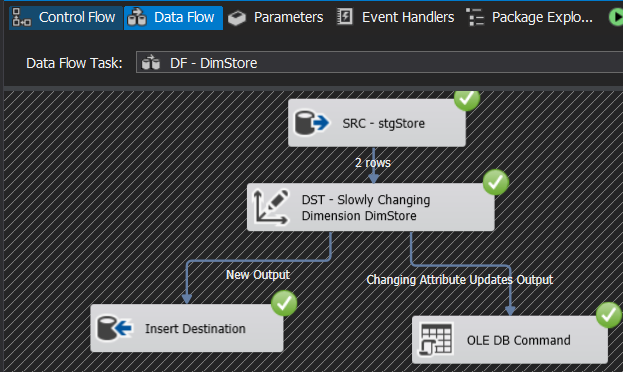 Control Flow
Data Flow
Parameters
Event Handlers
Package Explo...
Data Flow Task:
DF - DimStore
SRC - stgStore
2 rows
DST - Slowly Changing
Dimension DimStore
New Output
Changing Attribute Updates Output
Insert Destination
OLE DB Command